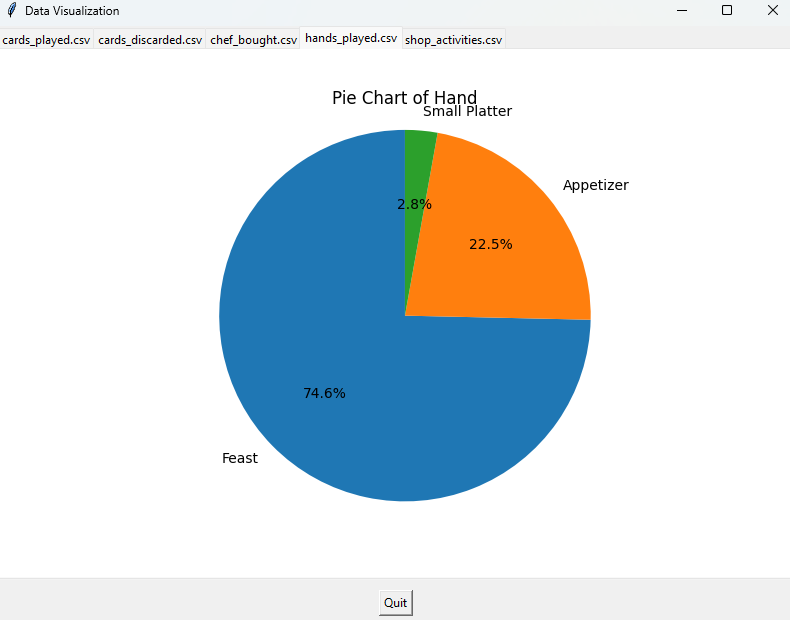 Data Visualization
cards_played.csv cards_discarded.csv chef_bought.csv hands_played.csv shop_activities.csv
Pie Chart of Hand
Small Platter
Appetizer
2.8%
22.5%
74.6%
Feast
Quit